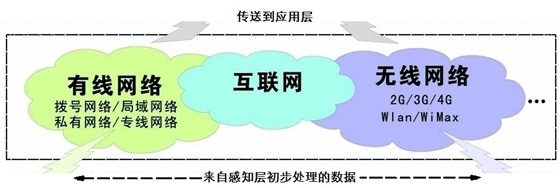 传送到应用层
有线网络
拨号网络/局域网络
私有网络/专线网络
互联网
无线网络
2G/3G/4G
Wlan/WiMax
...
来自感知层初步处理的数据